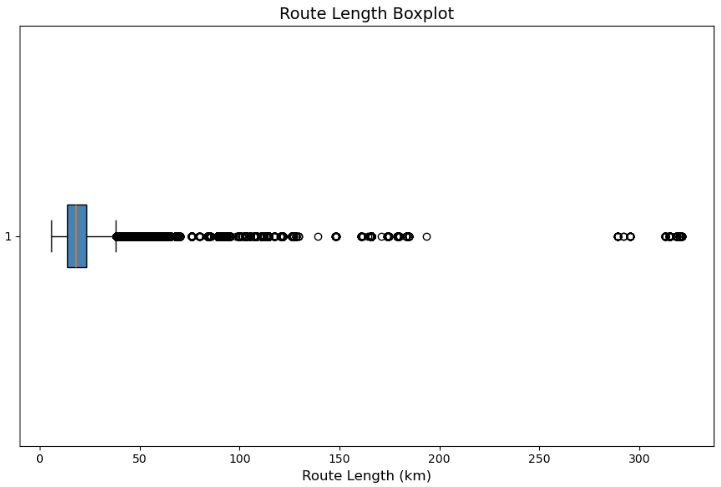 Route Length Boxplot
1
0 50 100 150 200 250 300
Route Length (km)